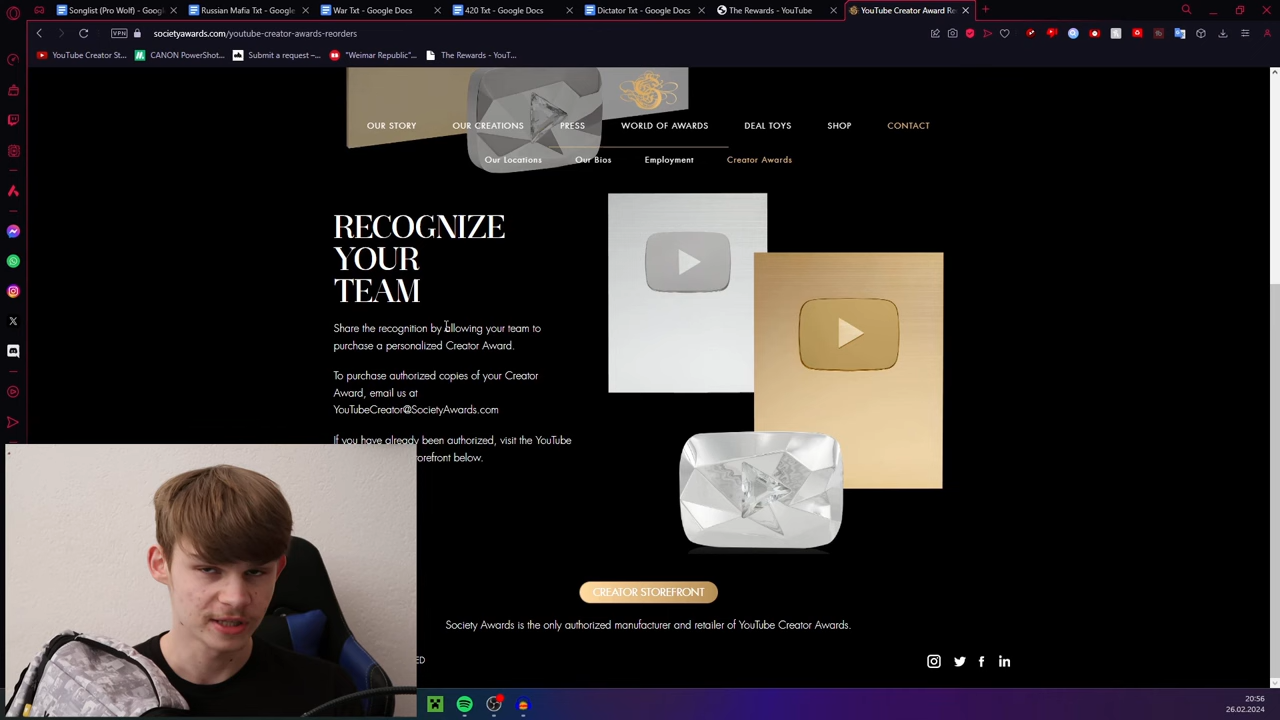 Songlist (Pro Wolf) - Googl
Russian Mafia Txt - Google
War Txt - Google Docs
420 Txt - Google Docs
Dictator Txt - Google Docs
The Rewards - YouTube
YouTube Creator Award Re
VPN
societyawards.com/youtube-creator-awards-reorders
YouTube Creator St...
CANON PowerShot...
Submit a request –...
"Weimar Republic"...
The Rewards - YouT...
OUR STORY
OUR CREATIONS
PRESS
WORLD OF AWARDS
DEAL TOYS
SHOP
CONTACT
Our Locations
Our Bios
Employment
Creator Awards
RECOGNIZE
YOUR
TEAM
Share the recognition by allowing your team to
purchase a personalized Creator Award.
To purchase authorized copies of your Creator
Award, email us at
YouTubeCreator@SocietyAwards.com
If you have already been authorized, visit the YouTube
orefront below.
CREATOR STOREFRONT
Society Awards is the only authorized manufacturer and retailer of YouTube Creator Awards.
ED
20:56
26.02.2024